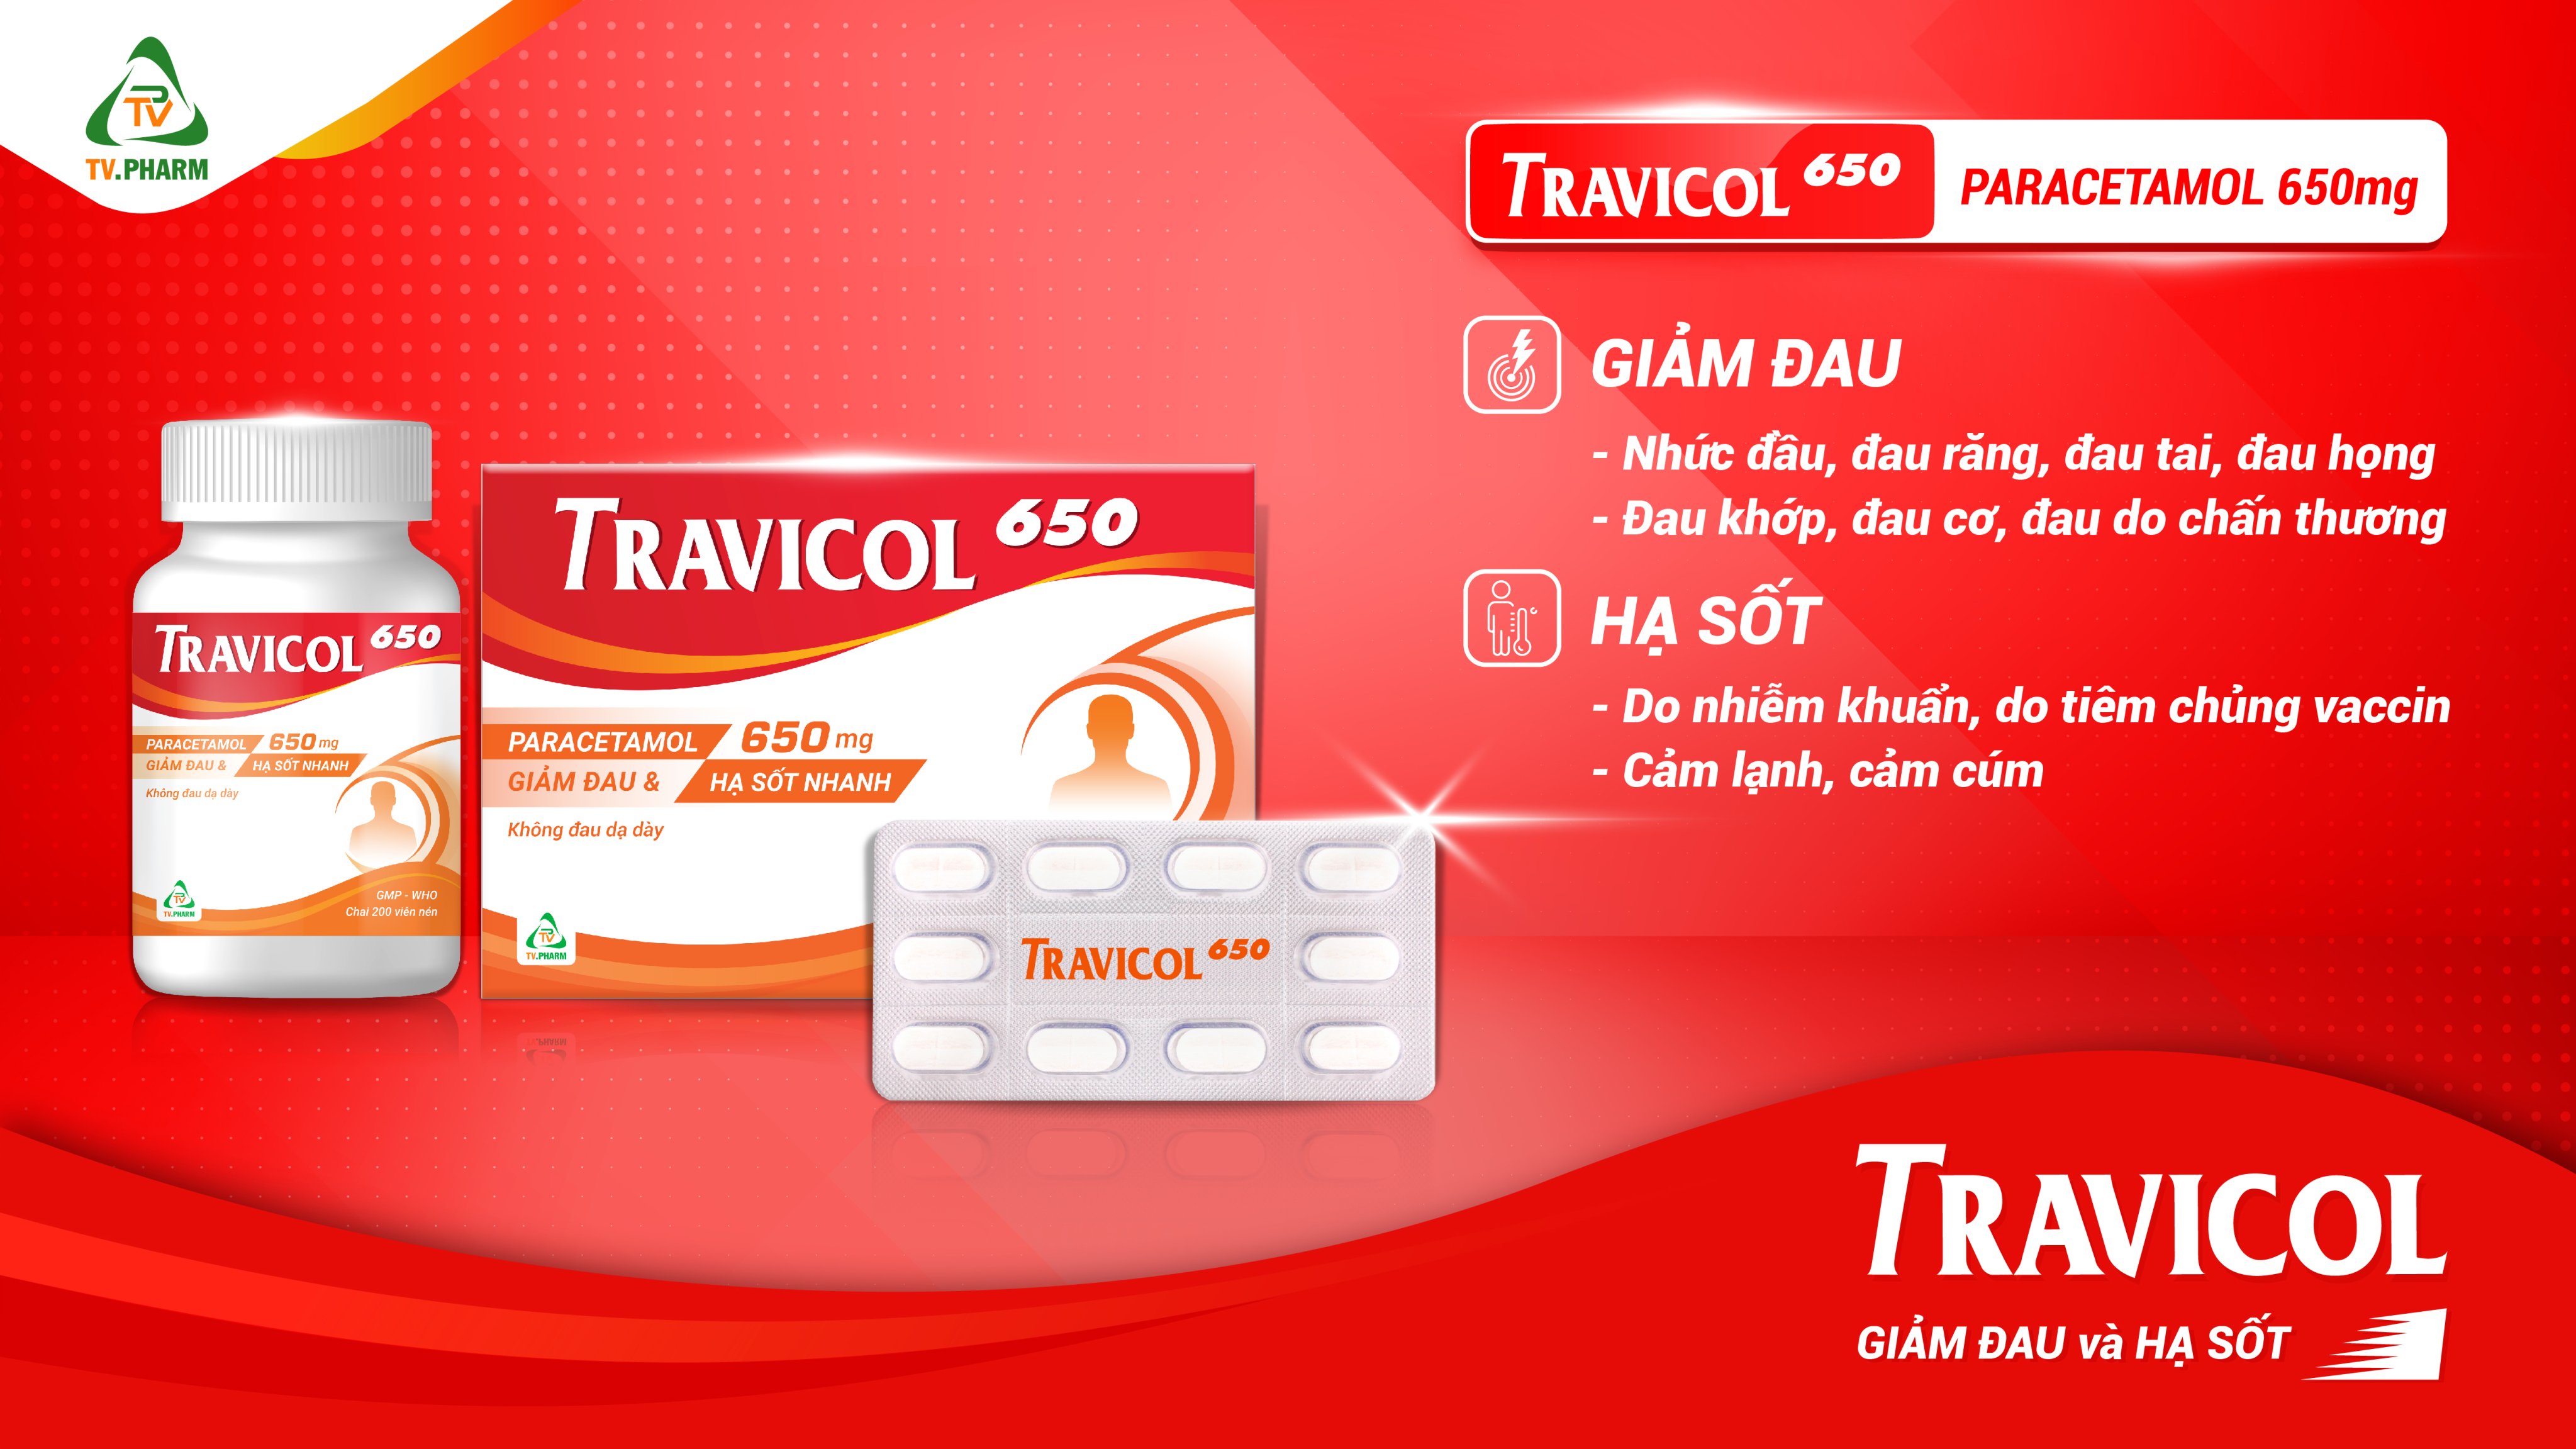 TV.PHARM
TRAVICOL 650
PARACETAMOL 650mg
GIẢM ĐAU
- Nhức đầu, đau răng, đau tai, đau họng
- Đau khớp, đau cơ, đau do chấn thương
HẠ SỐT
- Do nhiễm khuẩn, do tiêm chủng vaccin
- Cảm lạnh, cảm cúm
TRAVICOL 650
PARACETAMOL 650 mg
GIẢM ĐAU & HẠ SỐT NHANH
Không đau dạ dày
TV.PHARM
GMP - WHO
Chai 200 viên nén
TRAVICOL 650
PARACETAMOL 650 mg
GIẢM ĐAU & HẠ SỐT NHANH
Không đau dạ dày
TV.PHARM
TRAVICOL 650
TRAVICOL
GIẢM ĐAU và HẠ SỐT